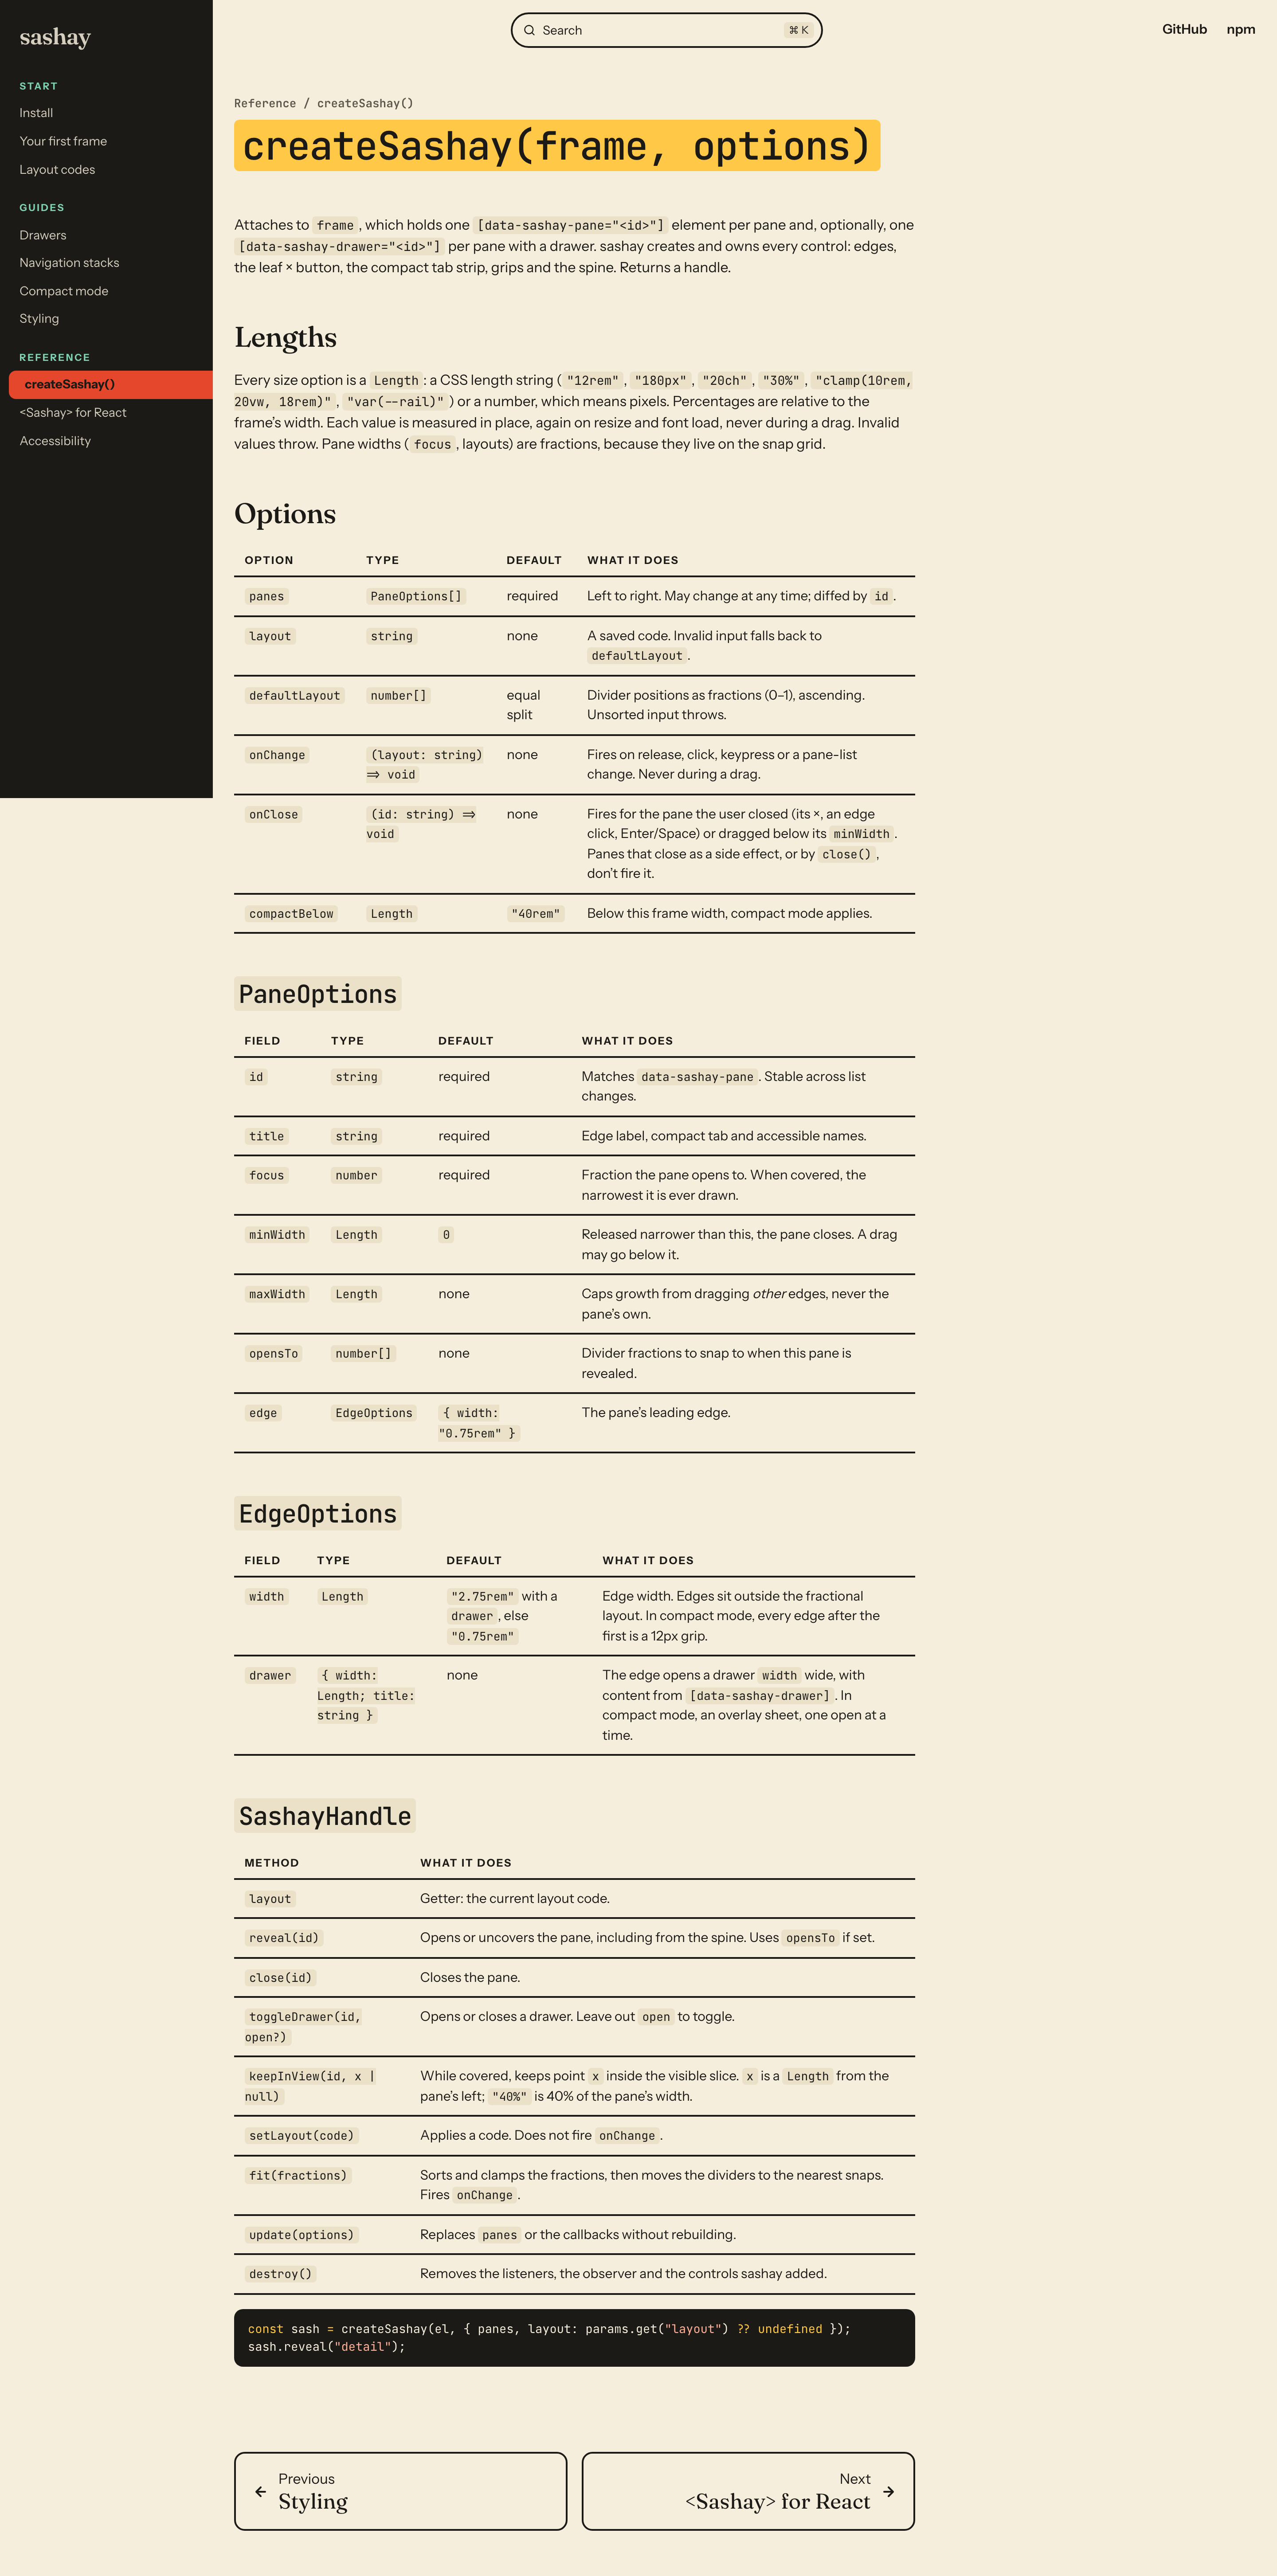 sashay
START
Install
Your first frame
Layout codes
GUIDES
Drawers
Navigation stacks
Compact mode
Styling
REFERENCE
createSashay()
<Sashay> for React
Accessibility
Search
⌘ K
GitHub
npm
Reference / createSashay()
createSashay(frame, options)
Attaches to frame, which holds one [data-sashay-pane="<id>"] element per pane and, optionally, one
[data-sashay-drawer="<id>"] per pane with a drawer. sashay creates and owns every control: edges,
the leaf × button, the compact tab strip, grips and the spine. Returns a handle.
Lengths
Every size option is a Length: a CSS length string ("12rem", "180px", "20ch", "30%", "clamp(10rem,
20vw, 18rem)", "var(--rail)") or a number, which means pixels. Percentages are relative to the
frame’s width. Each value is measured in place, again on resize and font load, never during a drag. Invalid
values throw. Pane widths (focus, layouts) are fractions, because they live on the snap grid.
Options
OPTION TYPE DEFAULT WHAT IT DOES
panes PaneOptions[] required Left to right. May change at any time; diffed by id.
layout string none A saved code. Invalid input falls back to
defaultLayout.
defaultLayout number[] equal Divider positions as fractions (0–1), ascending.
split Unsorted input throws.
onChange (layout: string) none Fires on release, click, keypress or a pane-list
=> void change. Never during a drag.
onClose (id: string) => none Fires for the pane the user closed (its ×, an edge
void click, Enter/Space) or dragged below its minWidth.
Panes that close as a side effect, or by close(),
don’t fire it.
compactBelow Length "40rem" Below this frame width, compact mode applies.
PaneOptions
FIELD TYPE DEFAULT WHAT IT DOES
id string required Matches data-sashay-pane. Stable across list
changes.
title string required Edge label, compact tab and accessible names.
focus number required Fraction the pane opens to. When covered, the
narrowest it is ever drawn.
minWidth Length 0 Released narrower than this, the pane closes. A drag
may go below it.
maxWidth Length none Caps growth from dragging other edges, never the
pane’s own.
opensTo number[] none Divider fractions to snap to when this pane is
revealed.
edge EdgeOptions { width: The pane’s leading edge.
"0.75rem" }
EdgeOptions
FIELD TYPE DEFAULT WHAT IT DOES
width Length "2.75rem" with a Edge width. Edges sit outside the fractional
drawer, else layout. In compact mode, every edge after the
"0.75rem" first is a 12px grip.
drawer { width: none The edge opens a drawer width wide, with
Length; title: content from [data-sashay-drawer]. In
string } compact mode, an overlay sheet, one open at a
time.
SashayHandle
METHOD WHAT IT DOES
layout Getter: the current layout code.
reveal(id) Opens or uncovers the pane, including from the spine. Uses opensTo if set.
close(id) Closes the pane.
toggleDrawer(id, Opens or closes a drawer. Leave out open to toggle.
open?)
keepInView(id, x | While covered, keeps point x inside the visible slice. x is a Length from the
null) pane’s left; "40%" is 40% of the pane’s width.
setLayout(code) Applies a code. Does not fire onChange.
fit(fractions) Sorts and clamps the fractions, then moves the dividers to the nearest snaps.
Fires onChange.
update(options) Replaces panes or the callbacks without rebuilding.
destroy() Removes the listeners, the observer and the controls sashay added.
const sash = createSashay(el, { panes, layout: params.get("layout") ?? undefined });
sash.reveal("detail");
Previous
← Styling
Next
<Sashay> for React →